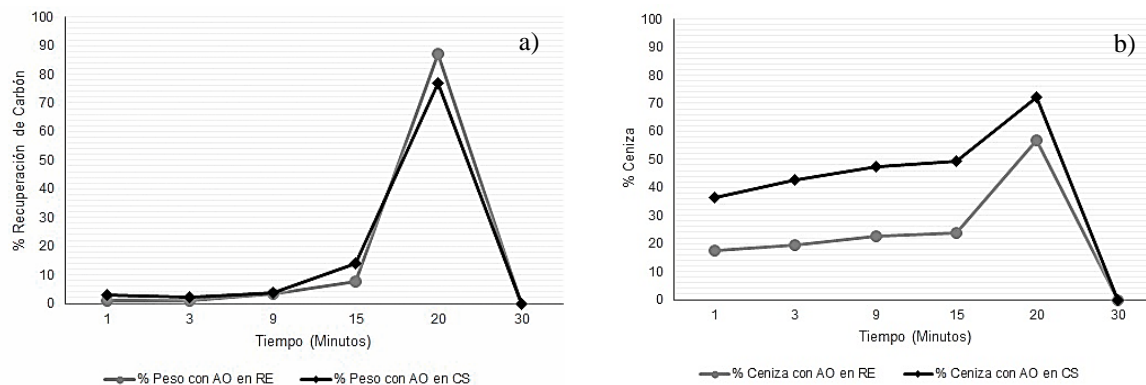 a)
% Recuperación de Carbón
100
90
80
70
60
50
40
30
20
10
0
1 3 9 15 20 30
Tiempo (Minutos)
% Peso con AO en RE % Peso con AO en CS
b)
% Ceniza
100
90
80
70
60
50
40
30
20
10
0
1 3 9 15 20 30
Tiempo (Minutos)
% Ceniza con AO en RE % Ceniza con AO en CS